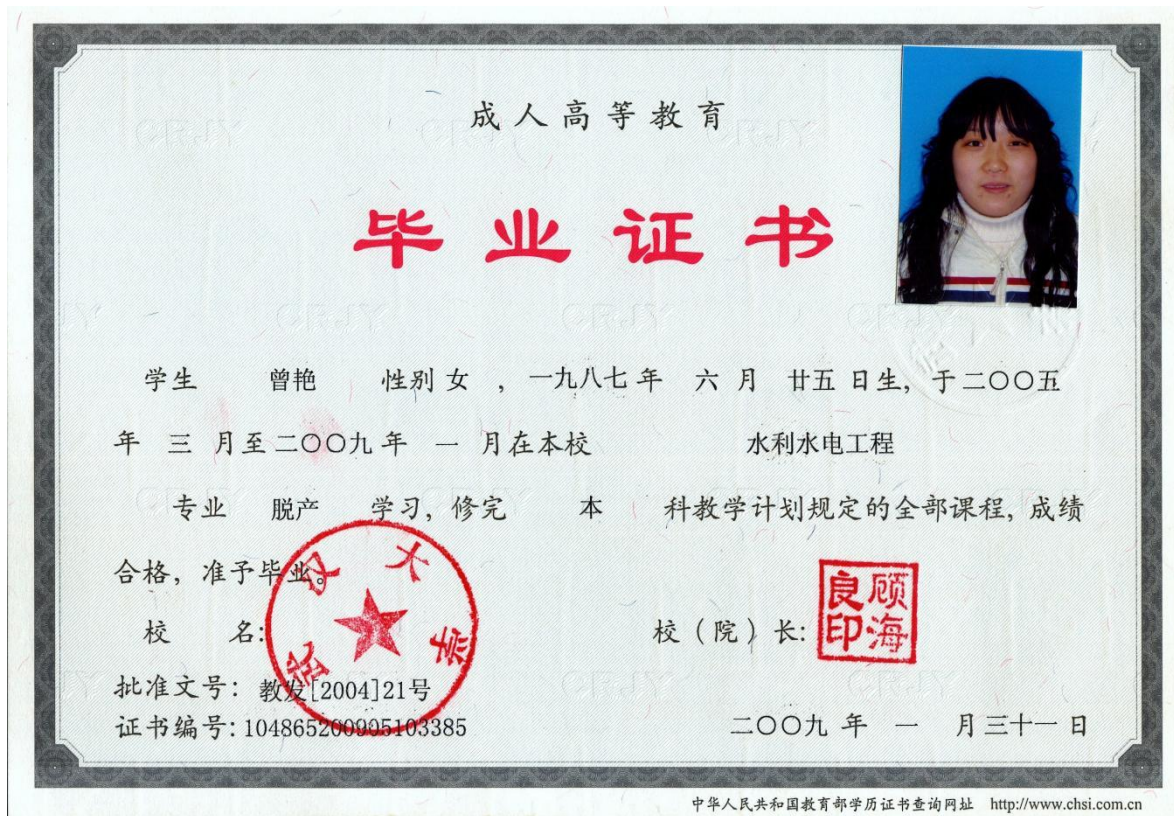 成人高等教育
毕业证书
学生 曾艳 性别 女 , 一九八七 年 六 月 廿五 日生, 于 二〇〇五
年 三 月至 二〇〇九 年 一 月在本校 水利水电工程
专业 脱产 学习, 修完 本 科教学计划规定的全部课程, 成绩
合格, 准予毕业。
武汉大学
校 名:
校(院)长:
顾海
良印
批准文号: 教发[2004]21号
证书编号: 104865200905103385
二〇〇九 年 一 月 三十一 日
中华人民共和国教育部学历证书查询网址 http://www.chsi.com.cn